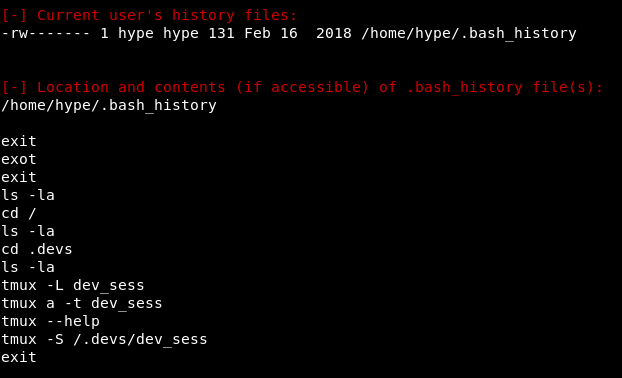 [-] Current user's history files:
-rw------- 1 hype hype 131 Feb 16  2018 /home/hype/.bash_history
[-] Location and contents (if accessible) of .bash_history file(s):
/home/hype/.bash_history
exit
exot
exit
ls -la
cd /
ls -la
cd .devs
ls -la
tmux -L dev_sess
tmux a -t dev_sess
tmux --help
tmux -S /.devs/dev_sess
exit